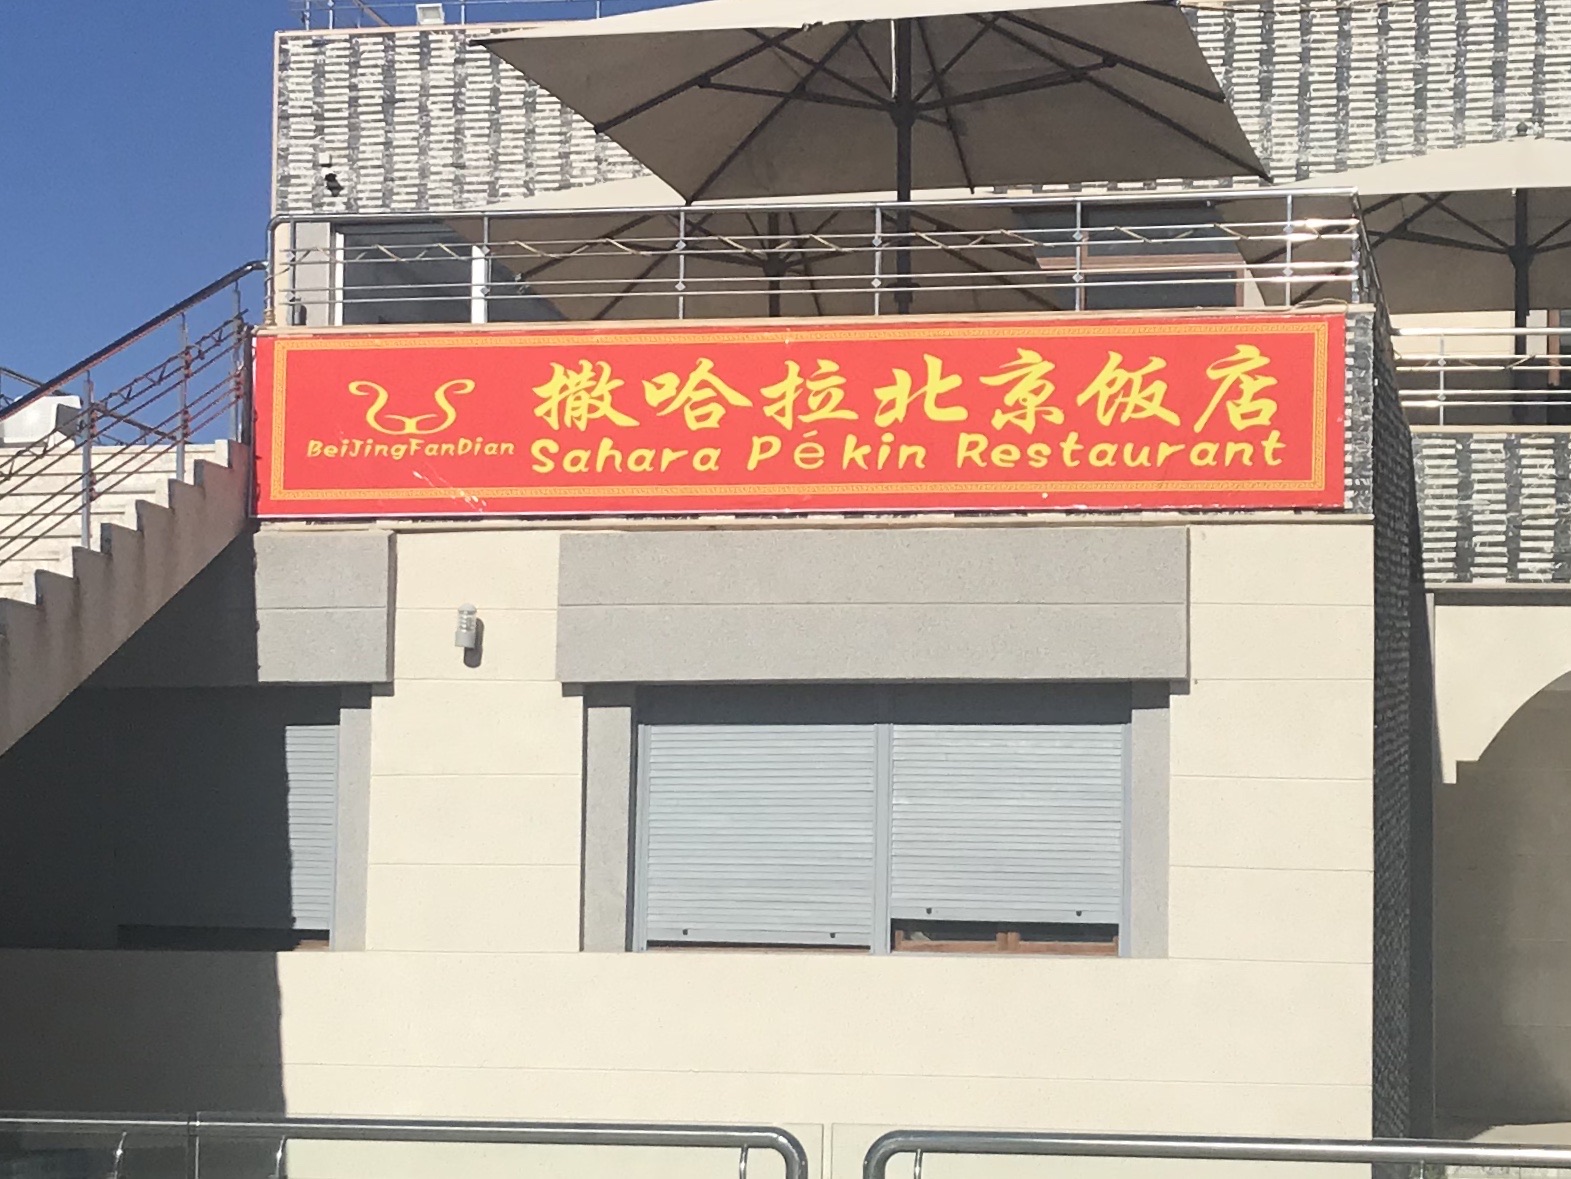 撒哈拉北京饭店
BeiJingFanDian
Sahara Pékin Restaurant